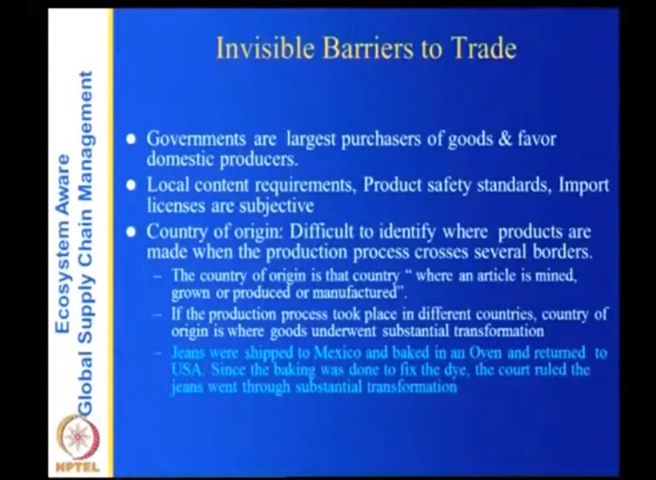 Invisible Barriers to Trade
Governments are largest purchasers of goods & favor
domestic producers.
Local content requirements, Product safety standards, Import
licenses are subjective
Country of origin: Difficult to identify where products are
made when the production process crosses several borders.
– The country of origin is that country “ where an article is mined,
grown or produced or manufactured”.
– If the production process took place in different countries, country of
origin is where goods underwent substantial transformation
– Jeans were shipped to Mexico and baked in an Oven and returned to
USA. Since the baking was done to fix the dye, the court ruled the
jeans went through substantial transformation
Ecosystem Aware
Global Supply Chain Management
NPTEL